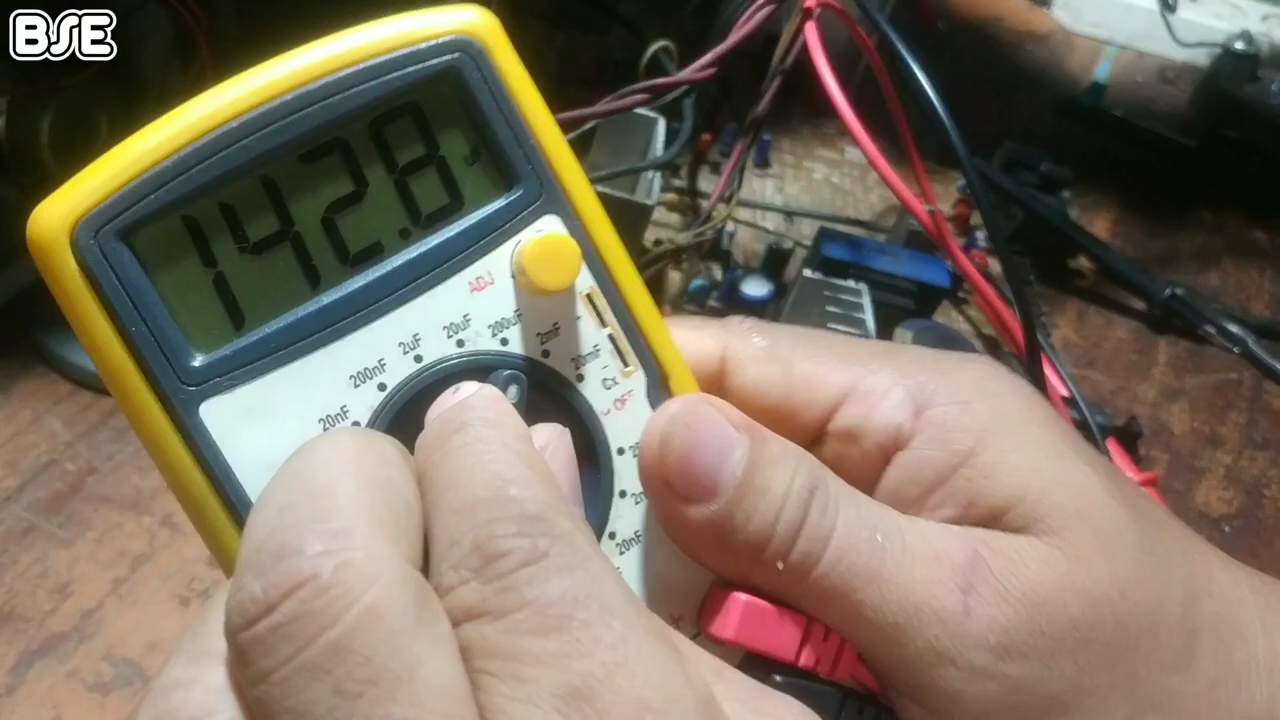 BSE
142.8
ADJ
20nF
200nF
2uF
20uF
200uF
2mF
20mF
Cx
OFF
20nF